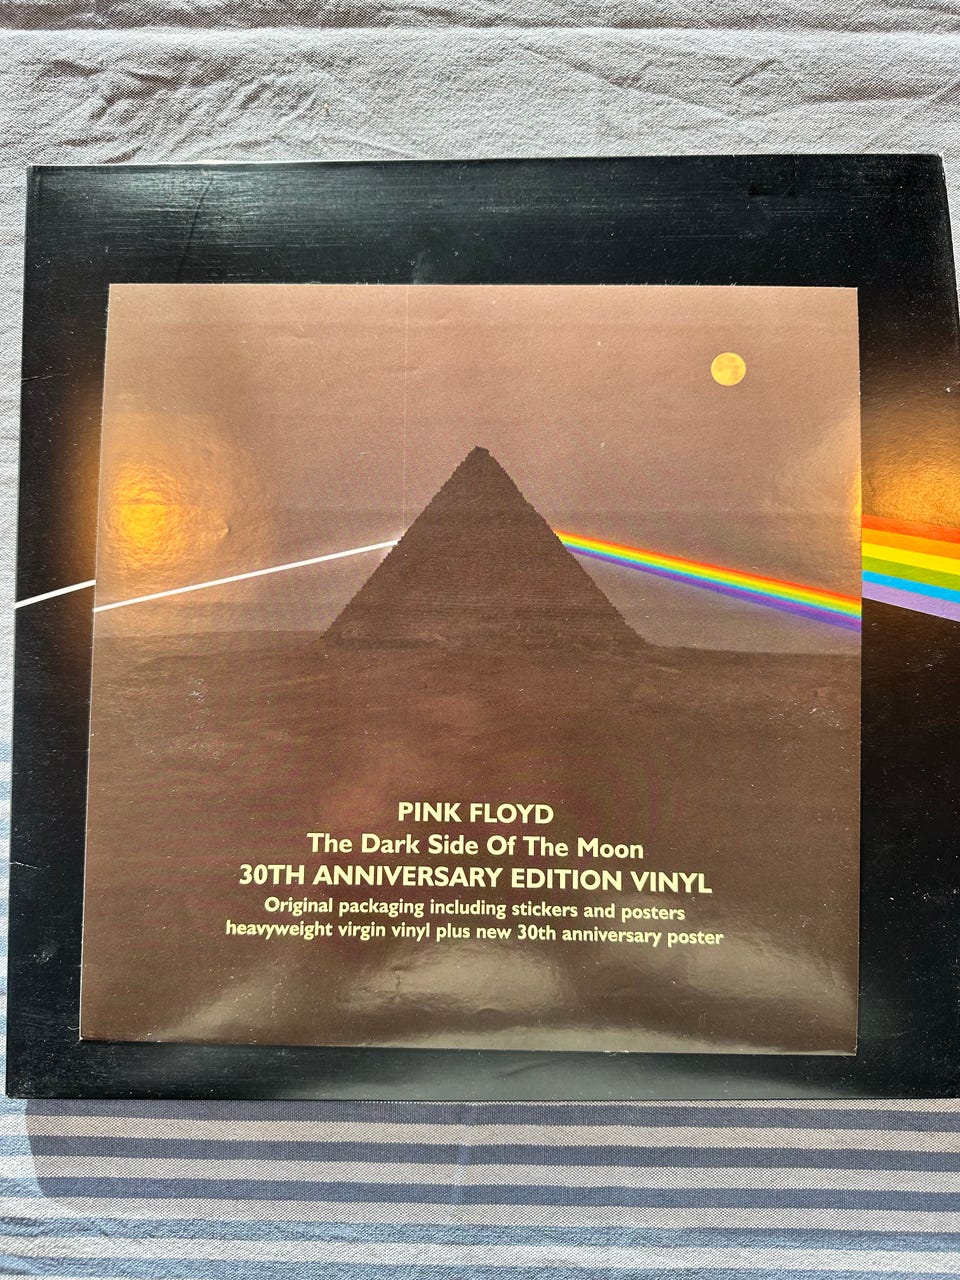 PINK FLOYD
The Dark Side Of The Moon
30TH ANNIVERSARY EDITION VINYL
Original packaging including stickers and posters
heavyweight virgin vinyl plus new 30th anniversary poster